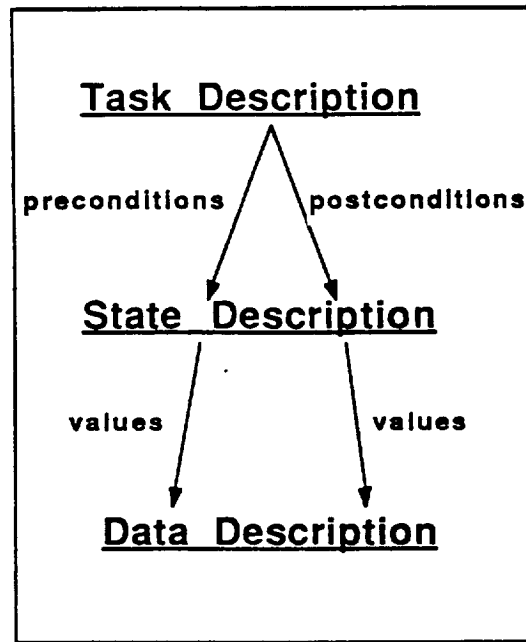 Task Description
preconditions postconditions
State Description
values values
Data Description